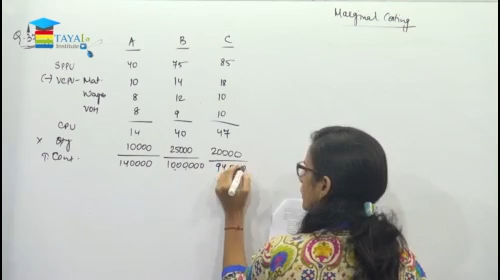 Marginal Costing
TAYAL
Institute
A B C
SPPU 40 75 85
(-) VCPU - Mat 10 14 18
Wages 8 12 10
VOH 8 9 10
CPU 14 40 47
x Qty 10000 25000 20000
T. Cont. 140000 1000000